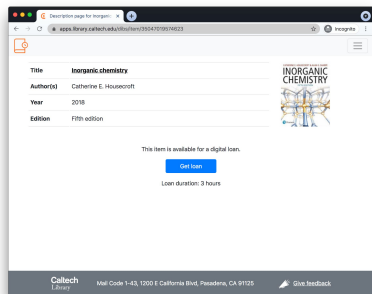 Description page for Inorganic
apps.library.caltech.edu/dibs/item/35047019574623
Incognito
Title Inorganic chemistry
Author(s) Catherine E. Housecroft
Year 2018
Edition Fifth edition
INORGANIC
CHEMISTRY
This item is available for a digital loan.
Get loan
Loan duration: 3 hours
Caltech
Library
Mail Code 1-43, 1200 E California Blvd, Pasadena, CA 91125
Give feedback